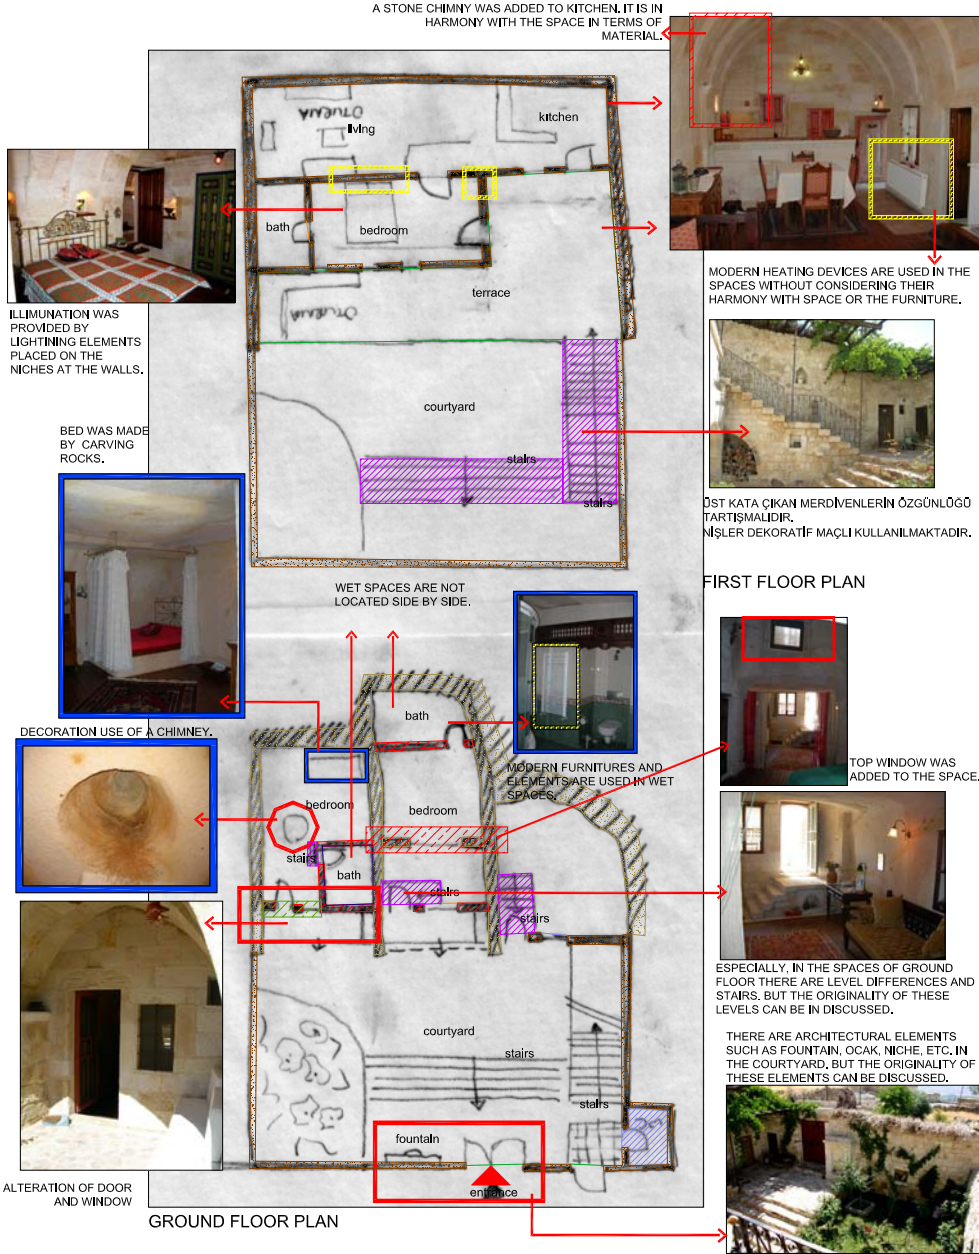 A STONE CHIMNY WAS ADDED TO KITCHEN. IT IS IN
HARMONY WITH THE SPACE IN TERMS OF
MATERIAL.
OTURMA
living
kitchen
bath
bedroom
terrace
OTURMA
ILLIMUNATION WAS
PROVIDED BY
LIGHTINING ELEMENTS
PLACED ON THE
NICHES AT THE WALLS.
MODERN HEATING DEVICES ARE USED IN THE
SPACES WITHOUT CONSIDERING THEIR
HARMONY WITH SPACE OR THE FURNITURE.
courtyard
stairs
stairs
BED WAS MADE
BY CARVING
ROCKS.
ÜST KATA ÇIKAN MERDİVENLERİN ÖZGÜNLÜĞÜ
TARTIŞMALIDIR.
NİŞLER DEKORATİF MAÇLI KULLANILMAKTADIR.
FIRST FLOOR PLAN
WET SPACES ARE NOT
LOCATED SIDE BY SIDE.
bath
DECORATION USE OF A CHIMNEY.
MODERN FURNITURES AND
ELEMENTS ARE USED IN WET
SPACES.
TOP WINDOW WAS
ADDED TO THE SPACE.
bedroom
bedroom
stairs
bath
stairs
stairs
ESPECIALLY, IN THE SPACES OF GROUND
FLOOR THERE ARE LEVEL DIFFERENCES AND
STAIRS. BUT THE ORIGINALITY OF THESE
LEVELS CAN BE IN DISCUSSED.
courtyard
stairs
THERE ARE ARCHITECTURAL ELEMENTS
SUCH AS FOUNTAIN, OCAK, NICHE, ETC. IN
THE COURTYARD. BUT THE ORIGINALITY OF
THESE ELEMENTS CAN BE DISCUSSED.
stairs
fountain
entrance
ALTERATION OF DOOR
AND WINDOW
GROUND FLOOR PLAN